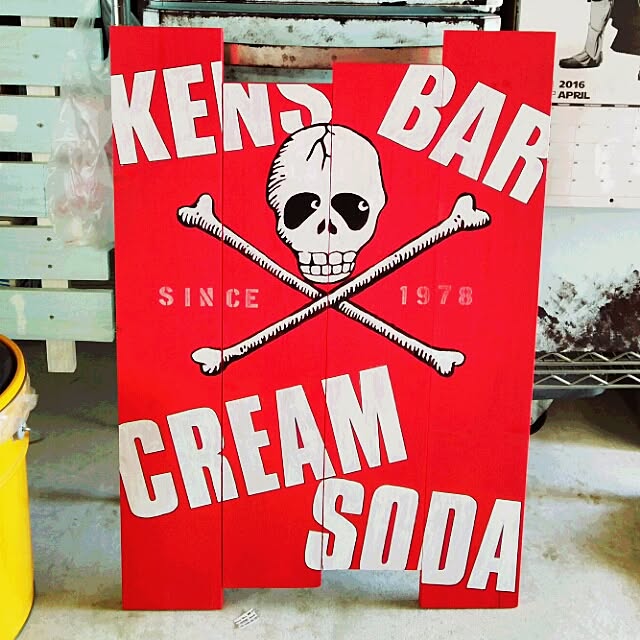 KENS BAR
SINCE 1978
CREAM
SODA
2016
APRIL